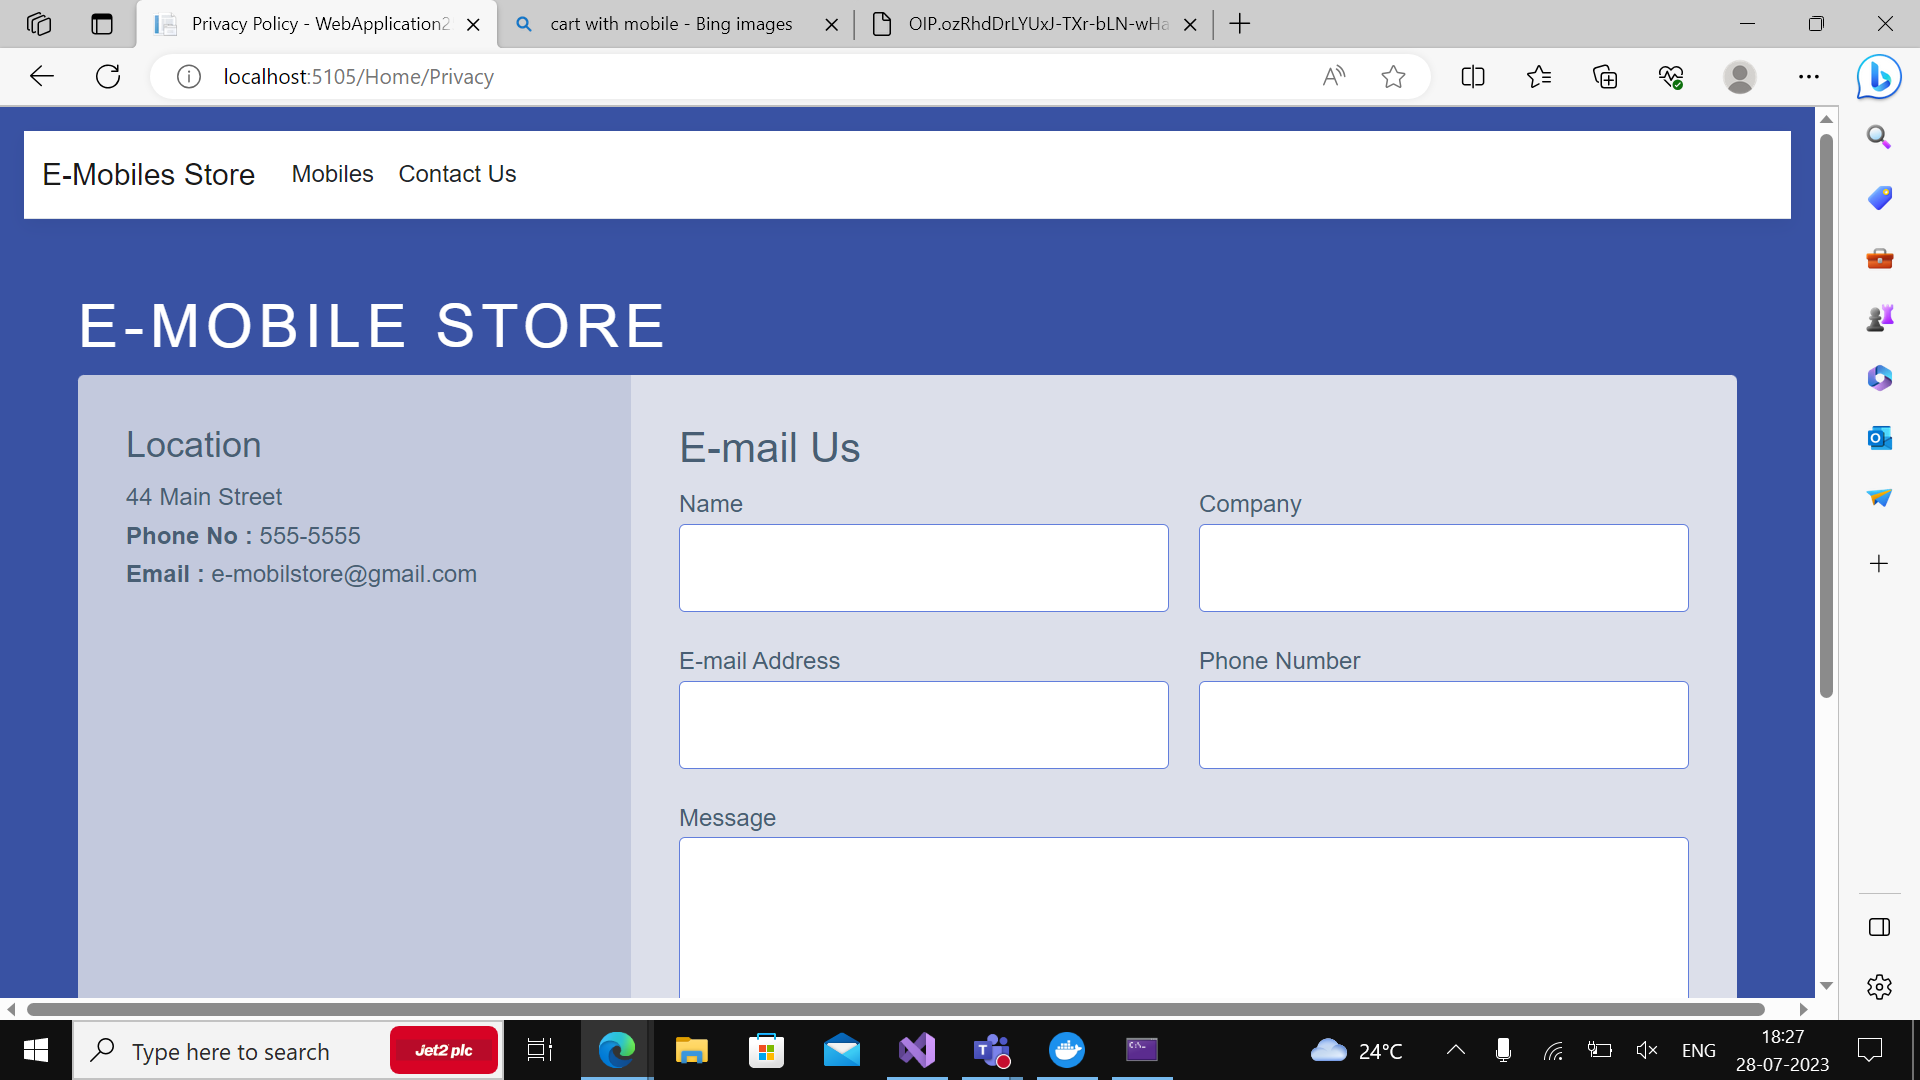 Privacy Policy - WebApplication2
cart with mobile - Bing images
OIP.ozRhdDrLYUxJ-TXr-bLN-wHa
localhost:5105/Home/Privacy
E-Mobiles Store
Mobiles
Contact Us
E-MOBILE STORE
Location
44 Main Street
Phone No : 555-5555
Email : e-mobilstore@gmail.com
E-mail Us
Name
Company
E-mail Address
Phone Number
Message
Type here to search
Jet2 plc
24°C
ENG
18:27
28-07-2023